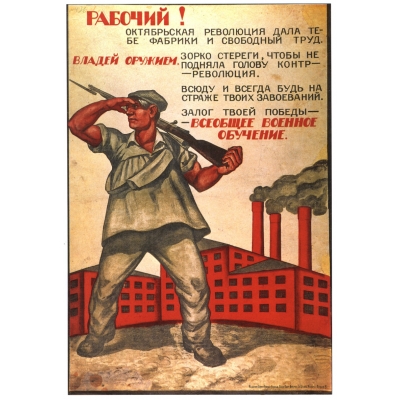 РАБОЧИЙ!
ОКТЯБРЬСКАЯ РЕВОЛЮЦИЯ ДАЛА ТЕ-
БЕ ФАБРИКИ И СВОБОДНЫЙ ТРУД.
ВЛАДЕЙ ОРУЖИЕМ. ЗОРКО СТЕРЕГИ, ЧТОБЫ НЕ
ПОДНЯЛА ГОЛОВУ КОНТР—
—РЕВОЛЮЦИЯ.
ВСЮДУ И ВСЕГДА БУДЬ НА
СТРАЖЕ ТВОИХ ЗАВОЕВАНИЙ.
ЗАЛОГ ТВОЕЙ ПОБЕДЫ—
—ВСЕОБЩЕЕ ВОЕННОЕ
ОБУЧЕНИЕ.